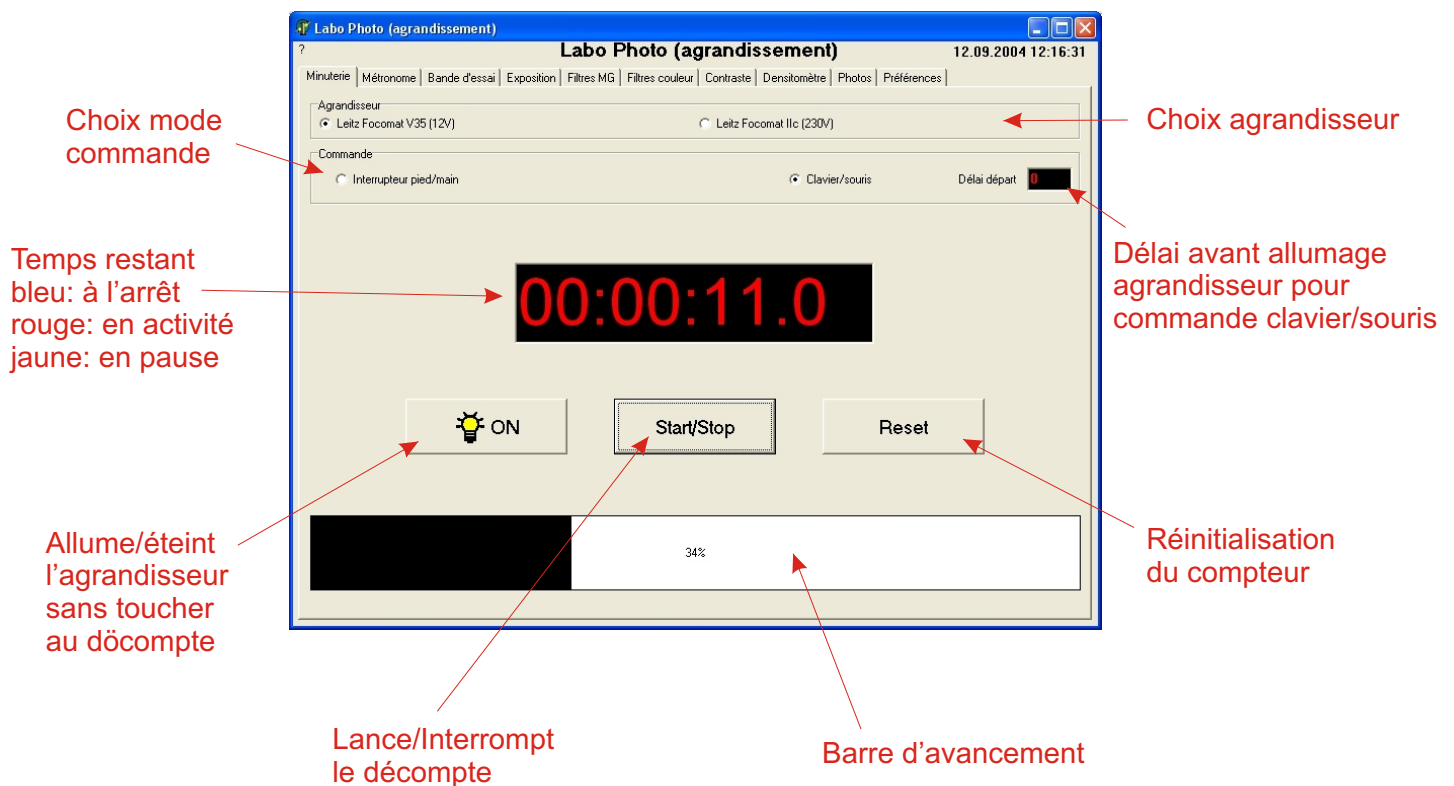 Labo Photo (agrandissement)
?
Labo Photo (agrandissement)
12.09.2004 12:16:31
Minuterie Métronome Bande d'essai Exposition Filtres MG Filtres couleur Contraste Densitomètre Photos Préférences
Agrandisseur
Leitz Focomat V35 (12V)
Leitz Focomat IIc (230V)
Commande
Interrupteur pied/main
Clavier/souris
Délai départ
0
00:00:11.0
ON
Start/Stop
Reset
34%
Choix mode
commande
Choix agrandisseur
Temps restant
bleu: à l'arrêt
rouge: en activité
jaune: en pause
Délai avant allumage
agrandisseur pour
commande clavier/souris
Allume/éteint
l'agrandisseur
sans toucher
au döcompte
Réinitialisation
du compteur
Lance/Interrompt
le décompte
Barre d'avancement